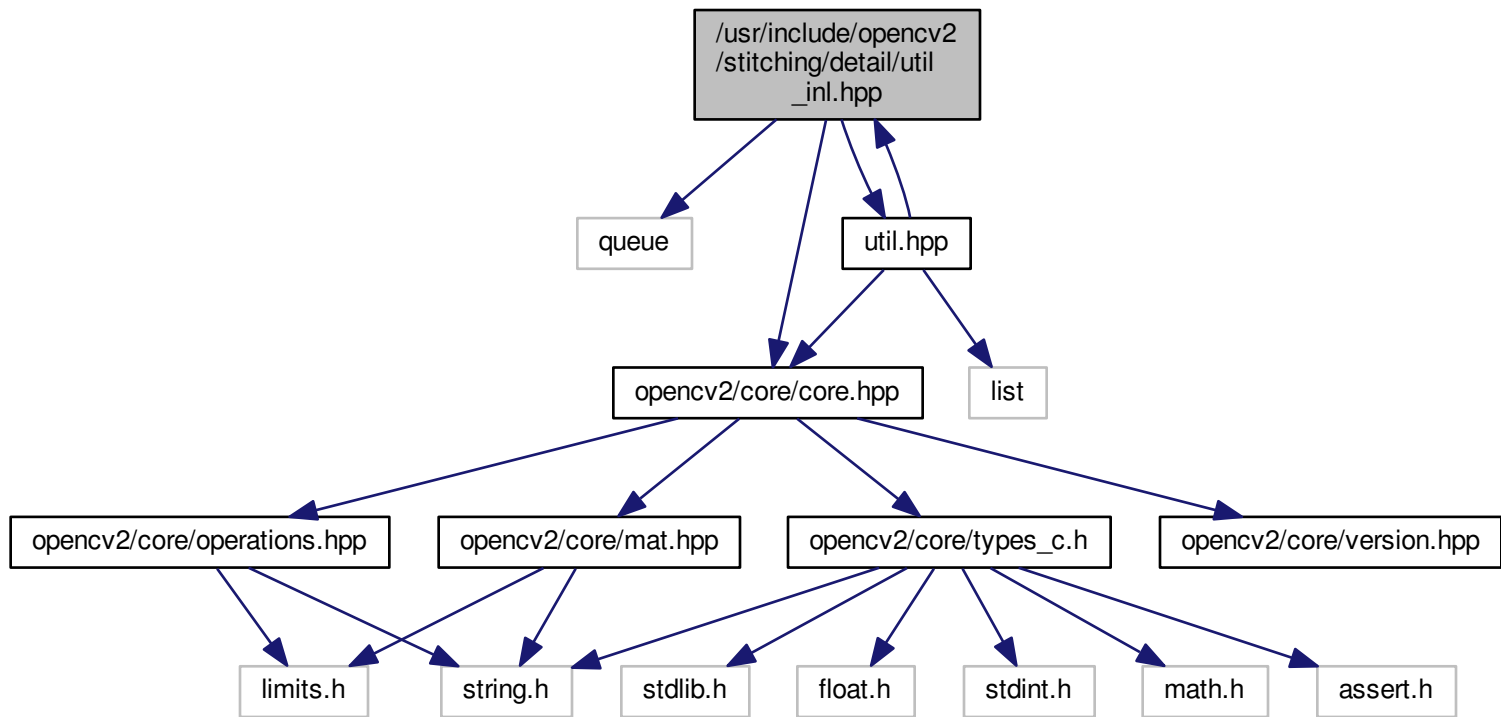 /usr/include/opencv2
/stitching/detail/util
_inl.hpp
queue
util.hpp
opencv2/core/core.hpp
list
opencv2/core/operations.hpp
opencv2/core/mat.hpp
opencv2/core/types_c.h
opencv2/core/version.hpp
limits.h
string.h
stdlib.h
float.h
stdint.h
math.h
assert.h